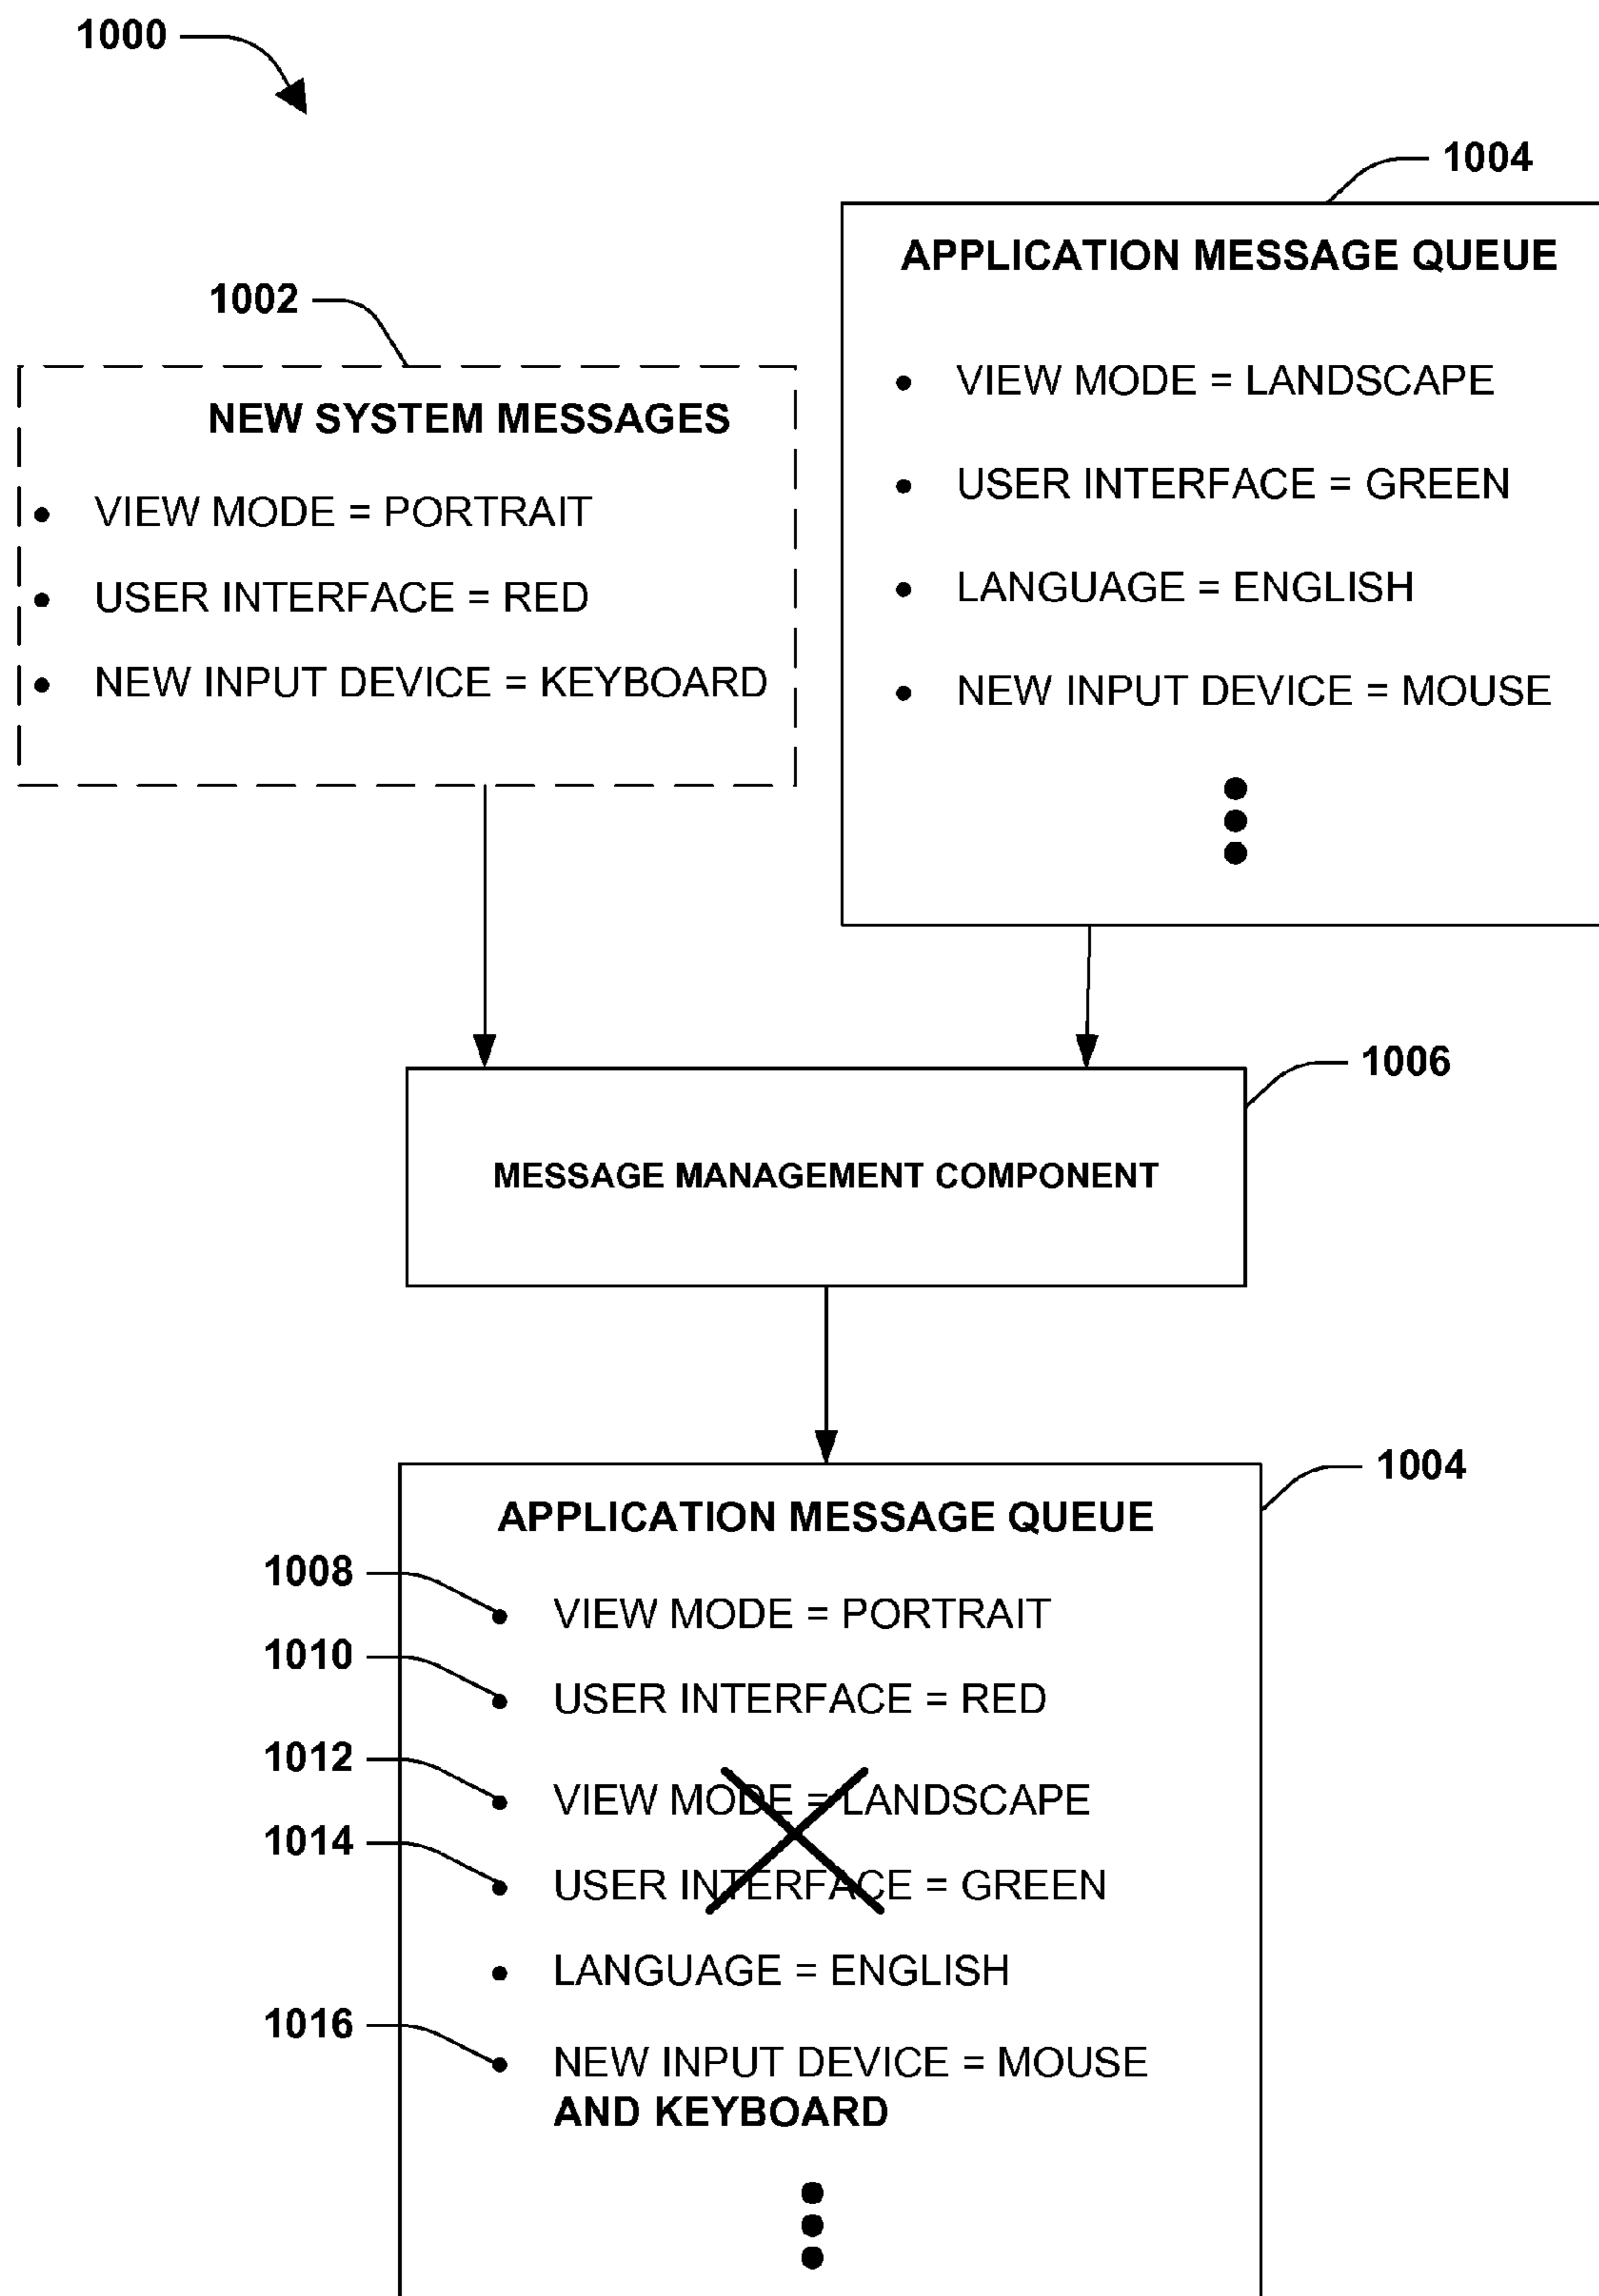 1000
1004
APPLICATION MESSAGE QUEUE
1002
VIEW MODE = LANDSCAPE
NEW SYSTEM MESSAGES
USER INTERFACE = GREEN
VIEW MODE = PORTRAIT
LANGUAGE = ENGLISH
USER INTERFACE = RED
NEW INPUT DEVICE = MOUSE
NEW INPUT DEVICE = KEYBOARD
1006
MESSAGE MANAGEMENT COMPONENT
1004
APPLICATION MESSAGE QUEUE
1008
VIEW MODE = PORTRAIT
1010
USER INTERFACE = RED
1012
VIEW MODE = LANDSCAPE
1014
USER INTERFACE = GREEN
LANGUAGE = ENGLISH
1016
NEW INPUT DEVICE = MOUSE
AND KEYBOARD